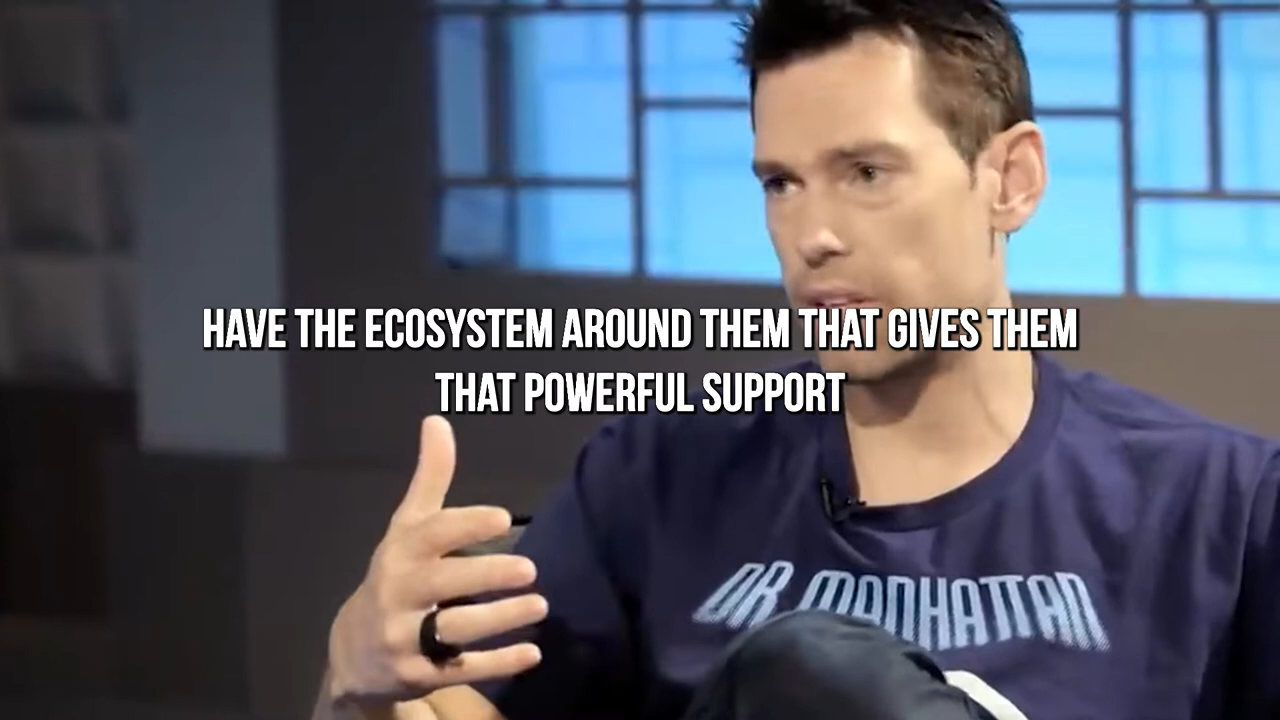 HAVE THE ECOSYSTEM AROUND THEM THAT GIVES THEM
THAT POWERFUL SUPPORT
DR MANHATTAN